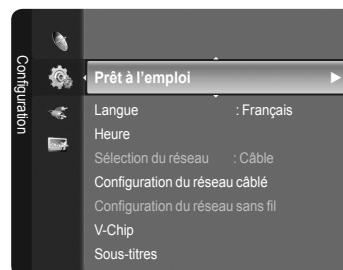 Configuration
Prêt à l'emploi
Langue : Français
Heure
Sélection du réseau : Câble
Configuration du réseau câblé
Configuration du réseau sans fil
V-Chip
Sous-titres